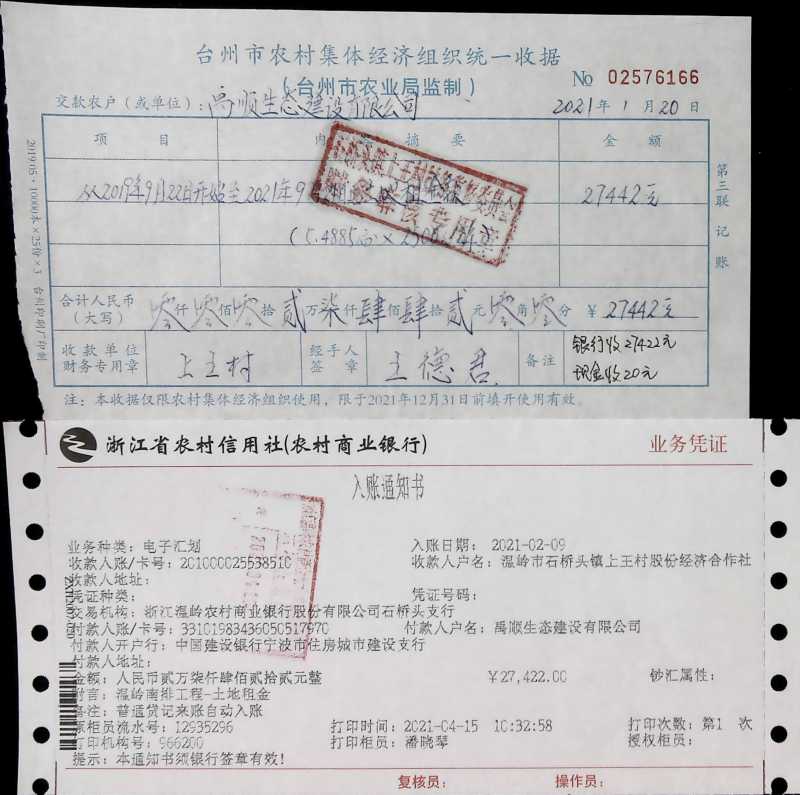 台州市农村集体经济组织统一收据
(台州市农业局监制)
№ 02576166
交款农户(或单位): 禹顺生态建设有限公司 2021年1月20日
项目 内容摘要 金额
从2019年9月22日开始至2021年9 27442元
(5.4885亩)×2500
合计人民币(大写) 零仟零佰零拾贰万柒仟肆佰肆拾贰元零角零分 ¥27442元
收款单位财务专用章 上王村 经手人签章 王德君 备注 银行收27422元
现金收20元
注:本收据仅限农村集体经济组织使用,限于2021年12月31日前填开使用有效。
第三联 记账
浙江省农村信用社(农村商业银行) 业务凭证
入账通知书
业务种类: 电子汇划 入账日期: 2021-02-09
收款人账/卡号: 201000025538510 收款人户名: 温岭市石桥头镇上王村股份经济合作社
收款人地址:
凭证种类: 凭证号码:
交易机构: 浙江温岭农村商业银行股份有限公司石桥头支行
付款人账/卡号: 33101983436050517970 付款人户名: 禹顺生态建设有限公司
付款人开户行: 中国建设银行宁波市住房城市建设支行
付款人地址:
金额: 人民币贰万柒仟肆佰贰拾贰元整 ¥27,422.00 钞汇属性:
附言: 温岭南排工程-土地租金
备注: 普通贷记来账自动入账
原柜员流水号: 12935296 打印时间: 2021-04-15 10:32:58 打印次数: 第1 次
打印机构号: 966200 打印柜员: 潘晓琴 授权柜员:
提示: 本通知书须银行签章有效!
复核员: 操作员: